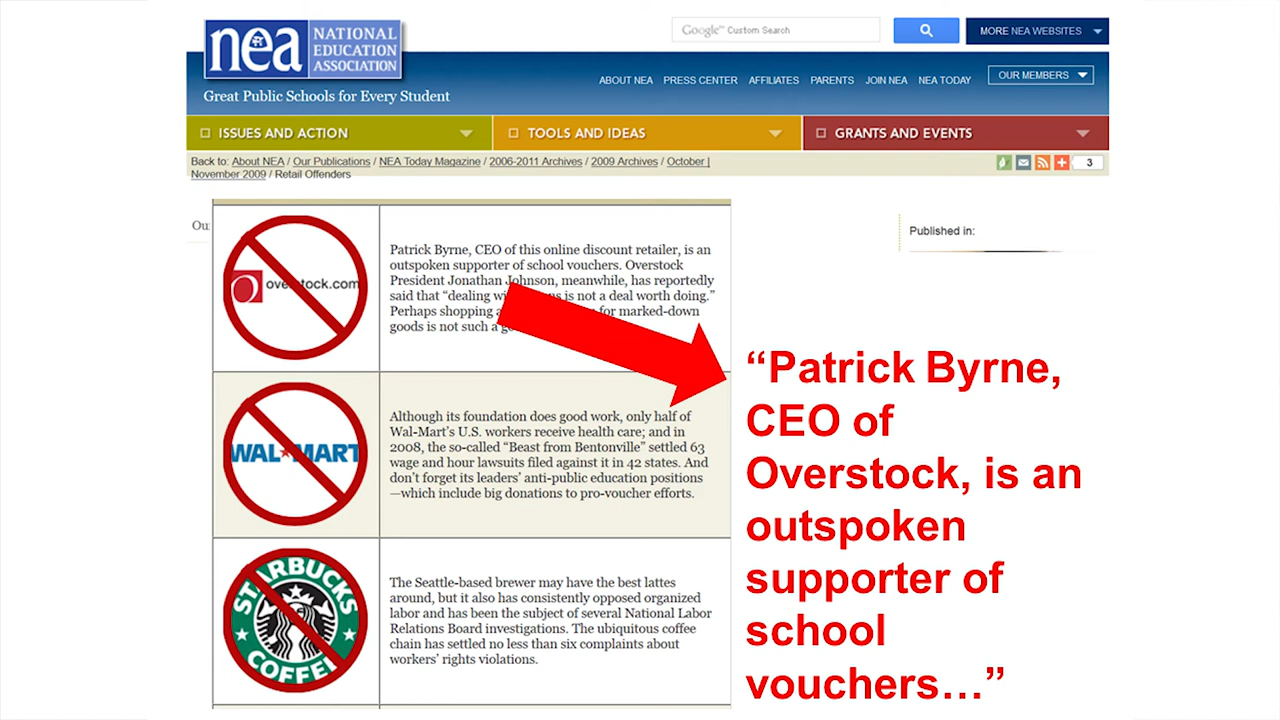 nea NATIONAL
EDUCATION
ASSOCIATION
Great Public Schools for Every Student
Google™ Custom Search
MORE NEA WEBSITES
ABOUT NEA PRESS CENTER AFFILIATES PARENTS JOIN NEA NEA TODAY
OUR MEMBERS
ISSUES AND ACTION
TOOLS AND IDEAS
GRANTS AND EVENTS
Back to: About NEA / Our Publications / NEA Today Magazine / 2006-2011 Archives / 2009 Archives / October |
November 2009 / Retail Offenders
3
Published in:
overstock.com
Patrick Byrne, CEO of this online discount retailer, is an
outspoken supporter of school vouchers. Overstock
President Jonathan Johnson, meanwhile, has reportedly
said that “dealing is not a deal worth doing.”
Perhaps shopping for marked-down
goods is not such a
WAL★MART
Although its foundation does good work, only half of
Wal-Mart’s U.S. workers receive health care; and in
2008, the so-called “Beast from Bentonville” settled 63
wage and hour lawsuits filed against it in 42 states. And
don’t forget its leaders’ anti-public education positions
—which include big donations to pro-voucher efforts.
STARBUCKS
COFFEE
The Seattle-based brewer may have the best lattes
around, but it also has consistently opposed organized
labor and has been the subject of several National Labor
Relations Board investigations. The ubiquitous coffee
chain has settled no less than six complaints about
workers’ rights violations.
“Patrick Byrne,
CEO of
Overstock, is an
outspoken
supporter of
school
vouchers…”